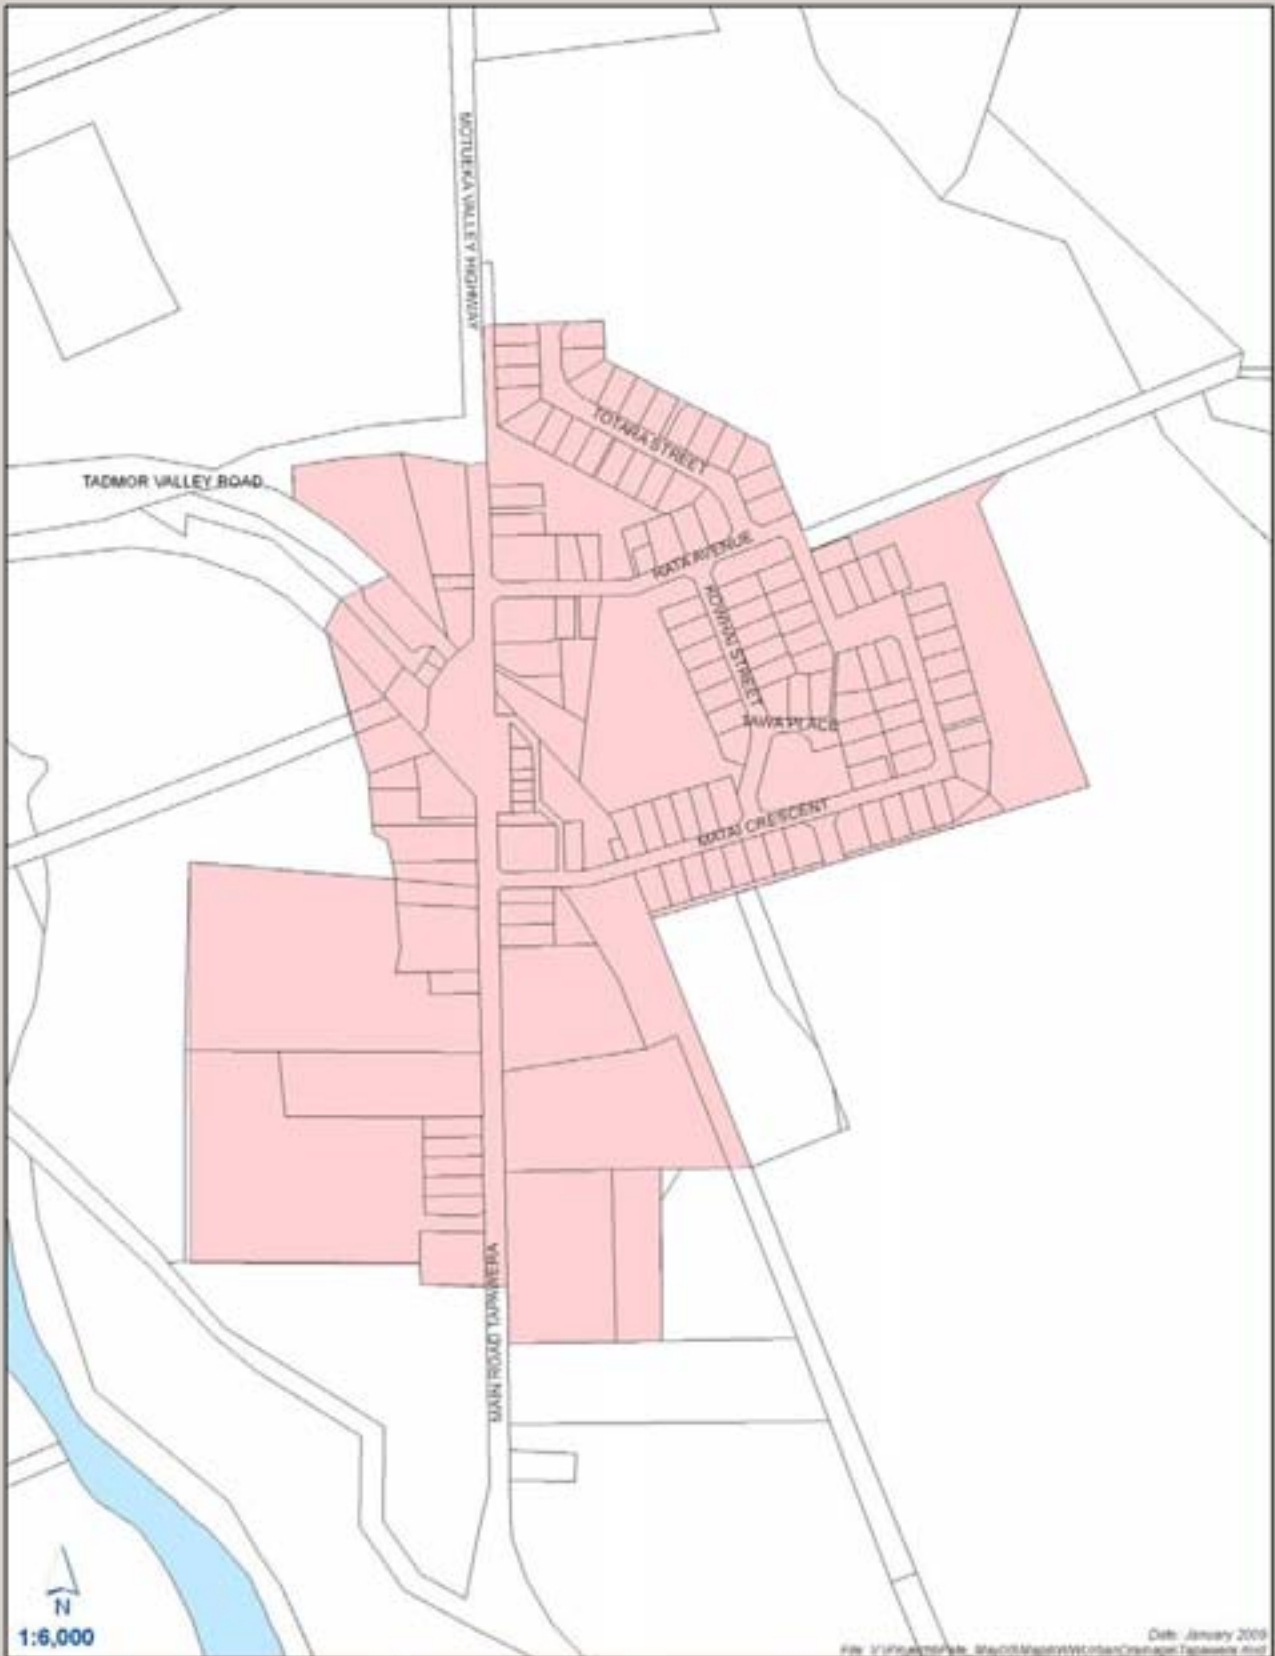 MOTUEKA VALLEY HIGHWAY
TOTARA STREET
TADMOR VALLEY ROAD
RATA AVENUE
KOWHAI STREET
TAWA PLACE
MATAI CRESCENT
MAIN ROAD TAPAWERA
N
1:6,000
Date: January 2009
File: